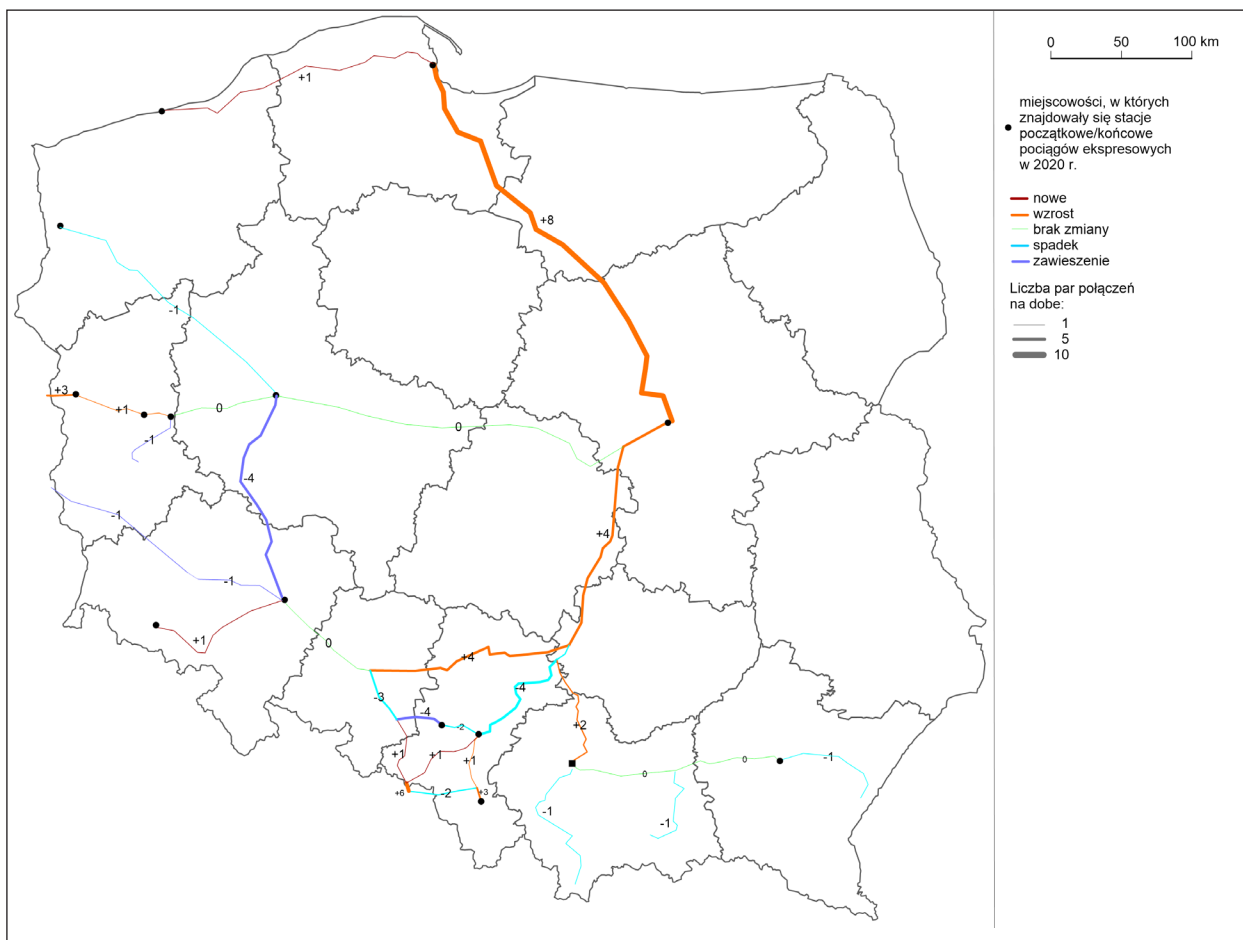 0 50 100 km
miejscowości, w których
znajdowały się stacje
początkowe/końcowe
pociągów ekspresowych
w 2020 r.
nowe
wzrost
brak zmiany
spadek
zawieszenie
Liczba par połączeń
na dobe:
1
5
10
+1
+8
-1
+3
+1
0
0
-1
-4
-1
+4
-1
+1
0
+4
-4
-3
-4
-2
+2
+1
+1
+1
0
0
-1
+6
-2
+3
-1
-1